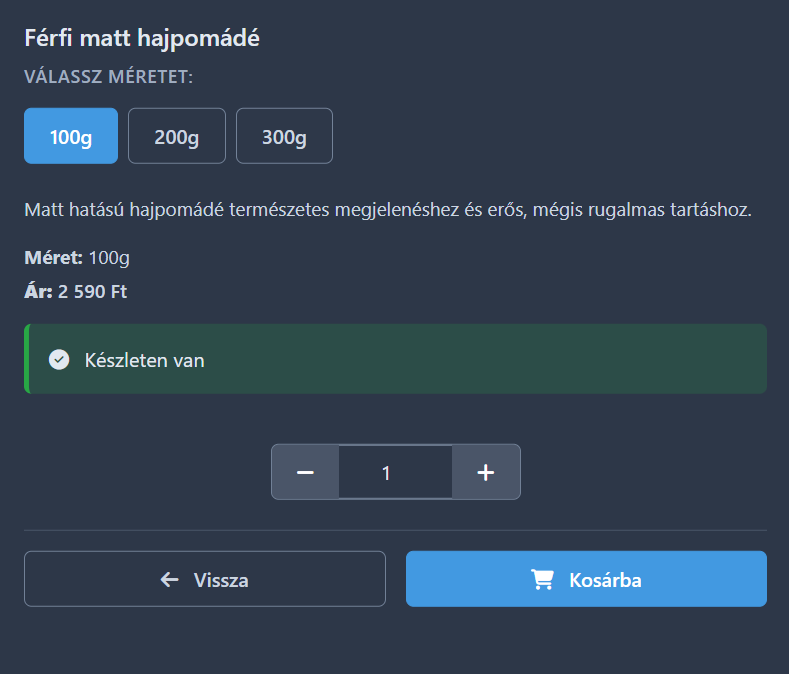 Férfi matt hajpomádé
VÁLASSZ MÉRETET:
100g 200g 300g
Matt hatású hajpomádé természetes megjelenéshez és erős, mégis rugalmas tartáshoz.
Méret: 100g
Ár: 2 590 Ft
Készleten van
− 1 +
Vissza Kosárba